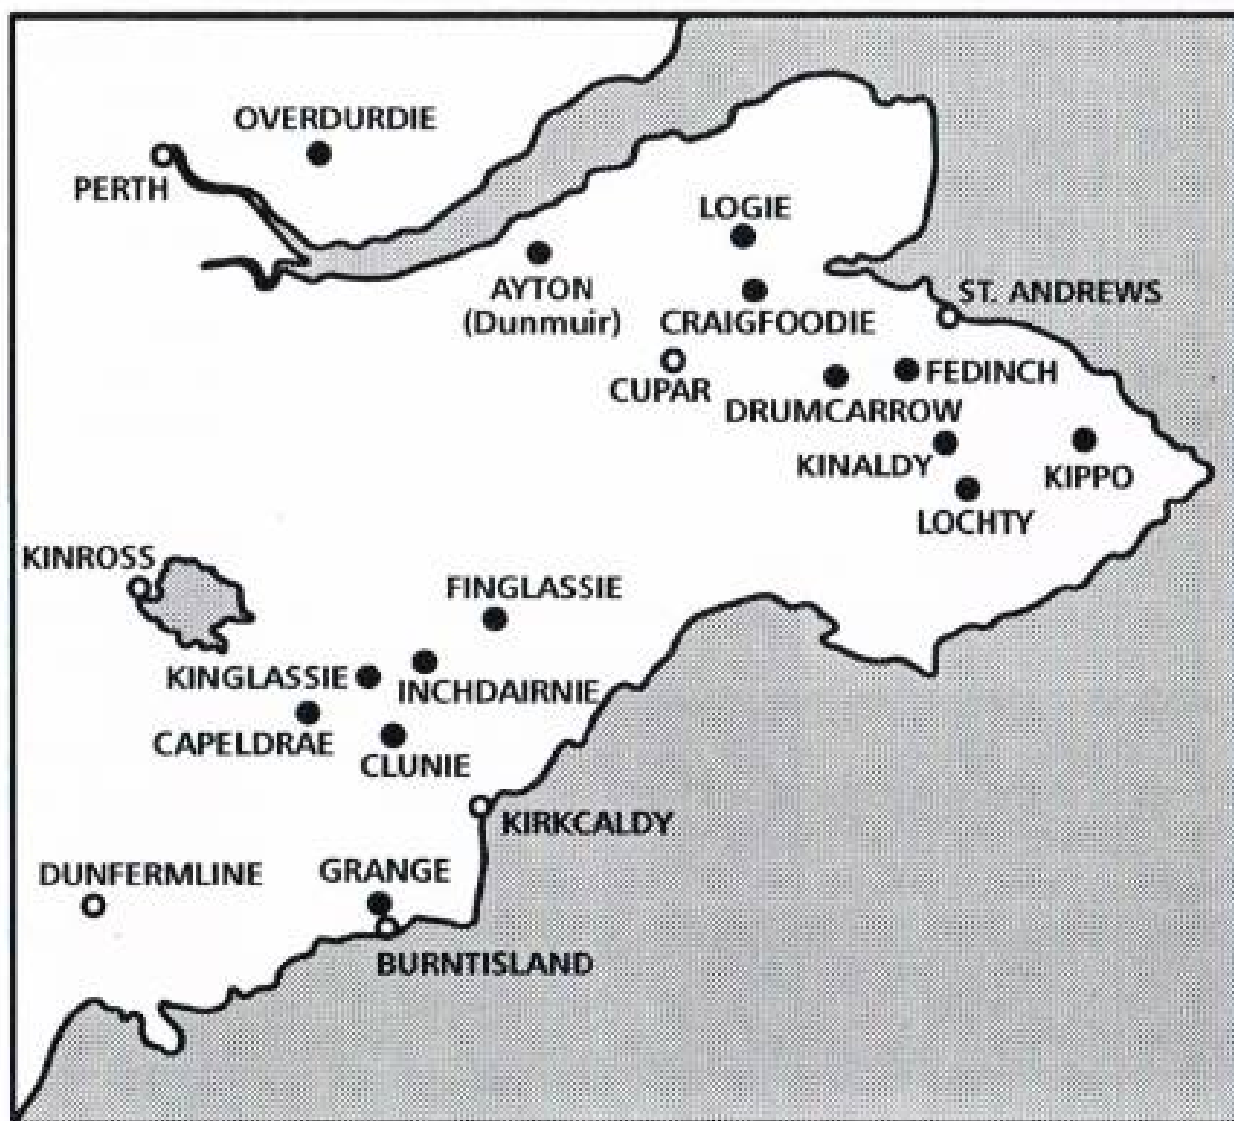 OVERDURDIE
PERTH
LOGIE
AYTON
(Dunmuir)
ST. ANDREWS
CRAIGFOODIE
CUPAR
FEDINCH
DRUMCARROW
KINALDY
KIPPO
LOCHTY
KINROSS
FINGLASSIE
KINGLASSIE
INCHDAIRNIE
CAPELDRAE
CLUNIE
KIRKCALDY
DUNFERMLINE
GRANGE
BURNTISLAND